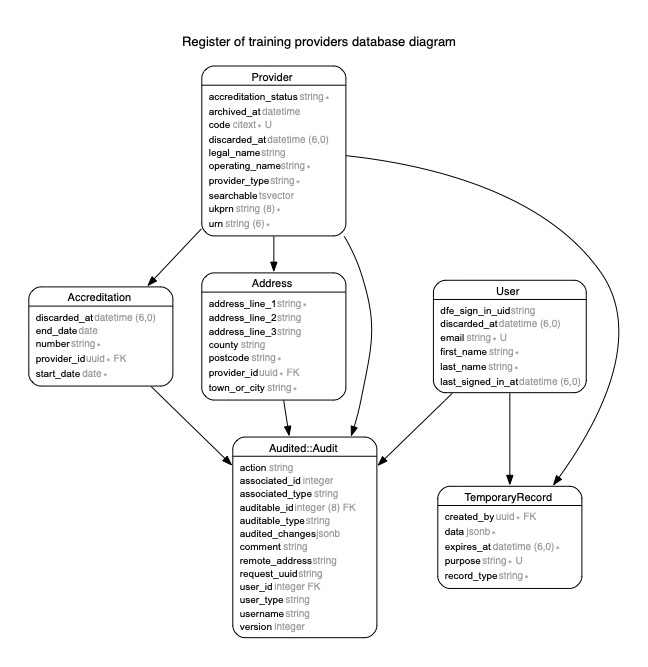 Register of training providers database diagram
Provider
accreditation_status string *
archived_at datetime
code citext * U
discarded_at datetime (6,0)
legal_name string
operating_name string *
provider_type string *
searchable tsvector
ukprn string (8) *
urn string (6) *
Accreditation
discarded_at datetime (6,0)
end_date date
number string *
provider_id uuid * FK
start_date date *
Address
address_line_1 string *
address_line_2 string
address_line_3 string
county string
postcode string *
provider_id uuid * FK
town_or_city string *
User
dfe_sign_in_uid string
discarded_at datetime (6,0)
email string * U
first_name string *
last_name string *
last_signed_in_at datetime (6,0)
Audited::Audit
action string
associated_id integer
associated_type string
auditable_id integer (8) FK
auditable_type string
audited_changes jsonb
comment string
remote_address string
request_uuid string
user_id integer FK
user_type string
username string
version integer
TemporaryRecord
created_by uuid * FK
data jsonb *
expires_at datetime (6,0) *
purpose string * U
record_type string *